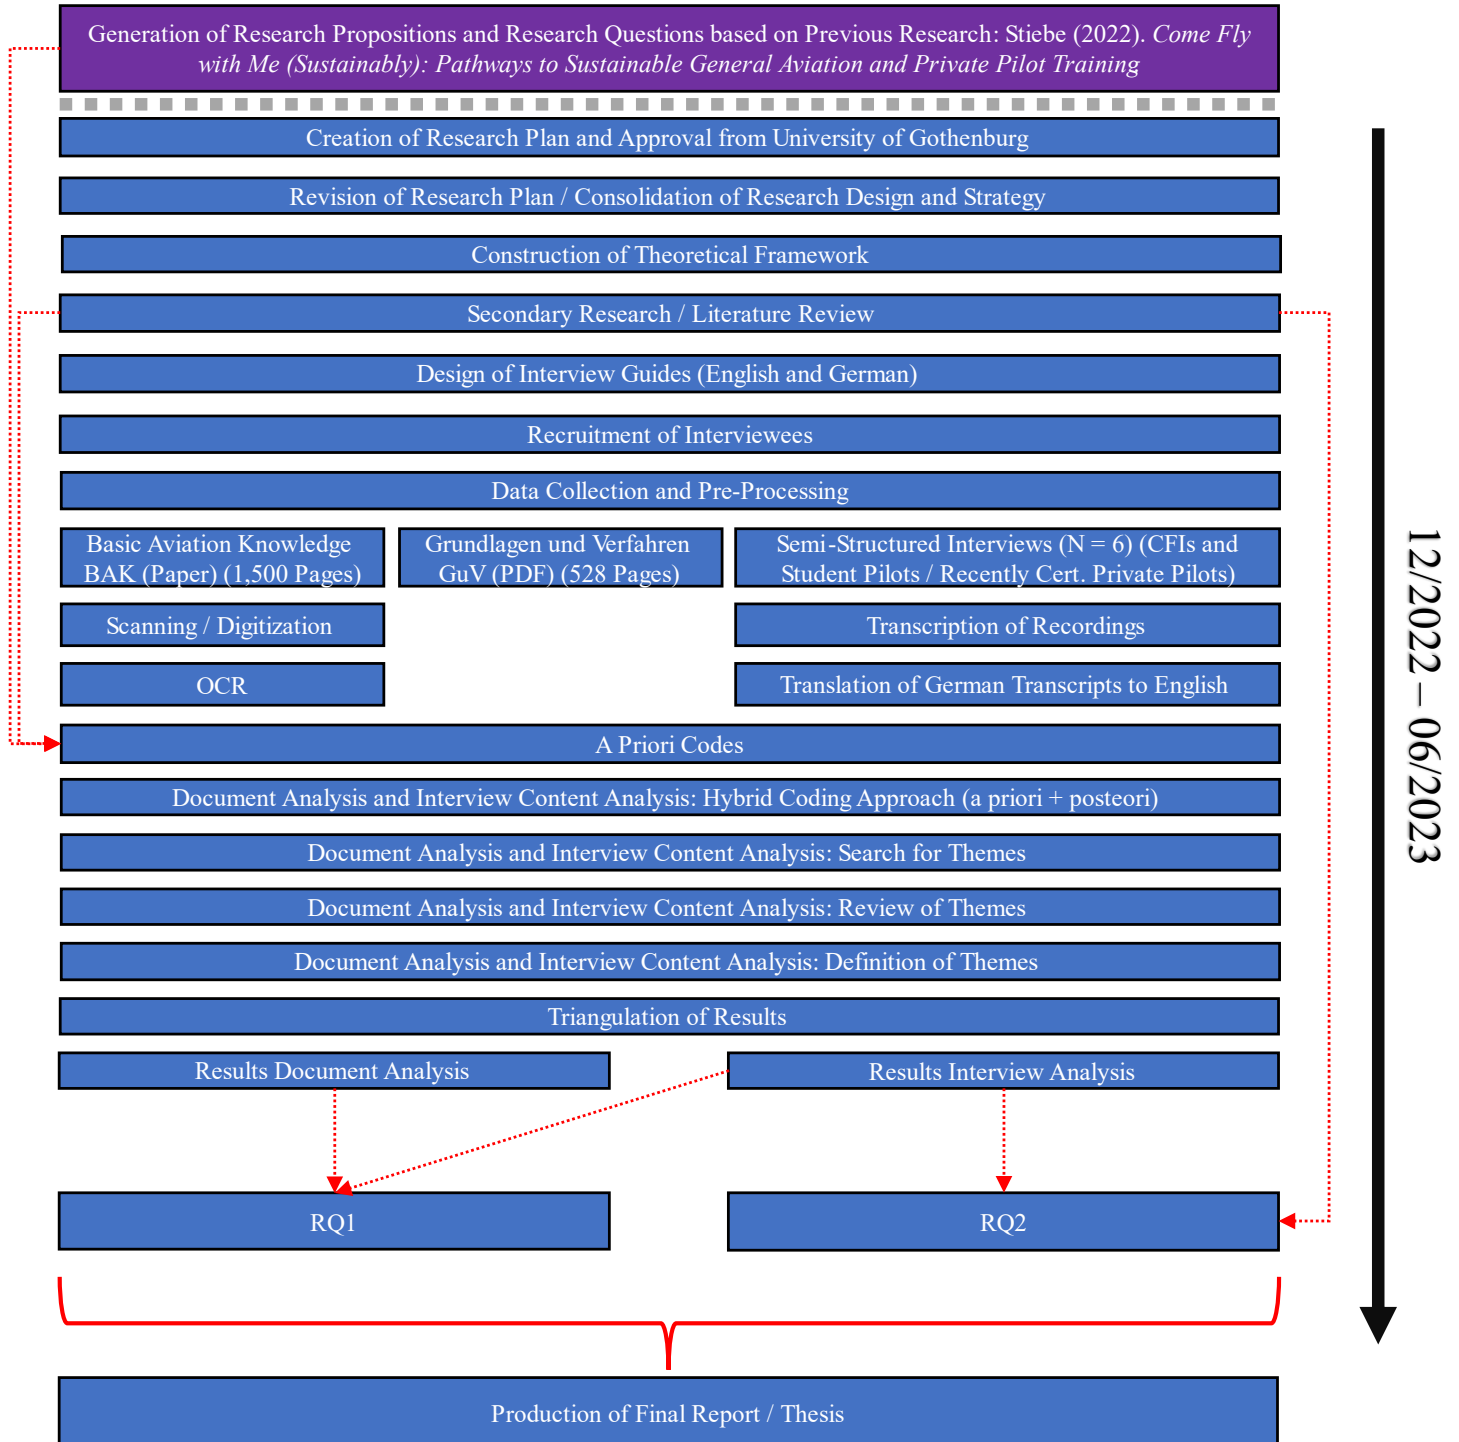 Generation of Research Propositions and Research Questions based on Previous Research: Stiebe (2022). Come Fly
with Me (Sustainably): Pathways to Sustainable General Aviation and Private Pilot Training
Creation of Research Plan and Approval from University of Gothenburg
Revision of Research Plan / Consolidation of Research Design and Strategy
Construction of Theoretical Framework
Secondary Research / Literature Review
Design of Interview Guides (English and German)
Recruitment of Interviewees
Data Collection and Pre-Processing
Basic Aviation Knowledge
BAK (Paper) (1,500 Pages)
Grundlagen und Verfahren
GuV (PDF) (528 Pages)
Semi-Structured Interviews (N = 6) (CFIs and
Student Pilots / Recently Cert. Private Pilots)
Scanning / Digitization
Transcription of Recordings
OCR
Translation of German Transcripts to English
A Priori Codes
Document Analysis and Interview Content Analysis: Hybrid Coding Approach (a priori + posteori)
Document Analysis and Interview Content Analysis: Search for Themes
Document Analysis and Interview Content Analysis: Review of Themes
Document Analysis and Interview Content Analysis: Definition of Themes
Triangulation of Results
Results Document Analysis
Results Interview Analysis
RQ1
RQ2
Production of Final Report / Thesis
12/2022 – 06/2023